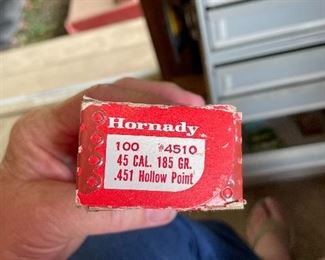 Hornady
100 #4510
45 CAL. 185 GR.
.451 Hollow Point